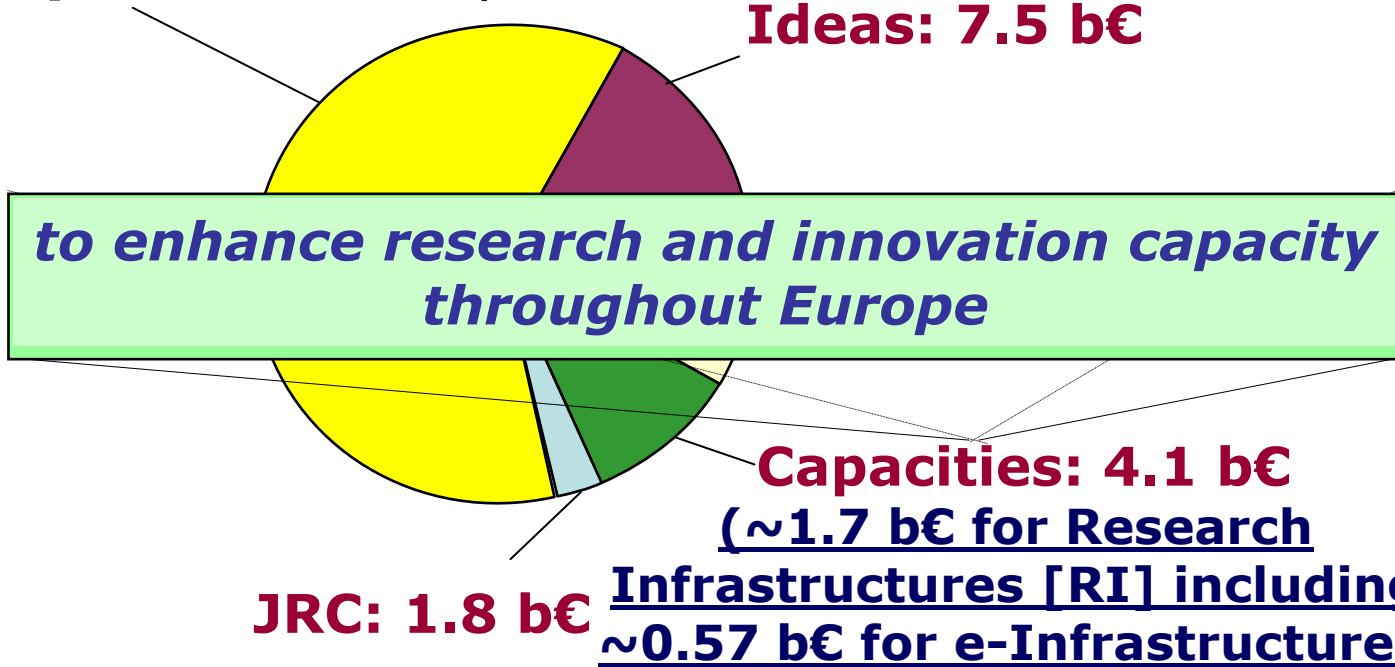 Ideas: 7.5 b€
to enhance research and innovation capacity
throughout Europe
Capacities: 4.1 b€
(~1.7 b€ for Research
Infrastructures [RI] including
JRC: 1.8 b€
~0.57 b€ for e-Infrastructure